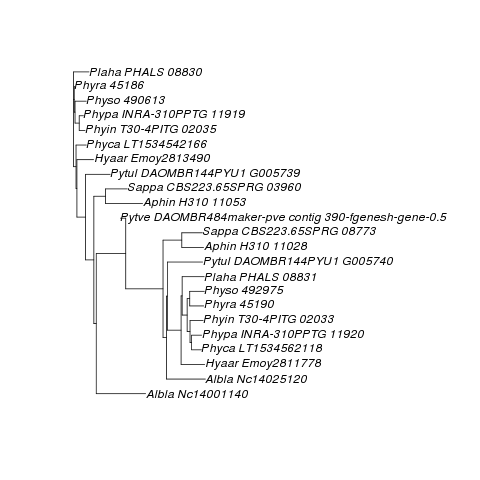 Plaha PHALS 08830
Phyra 45186
Physo 490613
Phypa INRA-310PPTG 11919
Phyin T30-4PITG 02035
Phyca LT1534542166
Hyaar Emoy2813490
Pytul DAOMBR144PYU1 G005739
Sappa CBS223.65SPRG 03960
Aphin H310 11053
Pytve DAOMBR484maker-pve contig 390-fgenesh-gene-0.5
Sappa CBS223.65SPRG 08773
Aphin H310 11028
Pytul DAOMBR144PYU1 G005740
Plaha PHALS 08831
Physo 492975
Phyra 45190
Phyin T30-4PITG 02033
Phypa INRA-310PPTG 11920
Phyca LT1534562118
Hyaar Emoy2811778
Albla Nc14025120
Albla Nc14001140